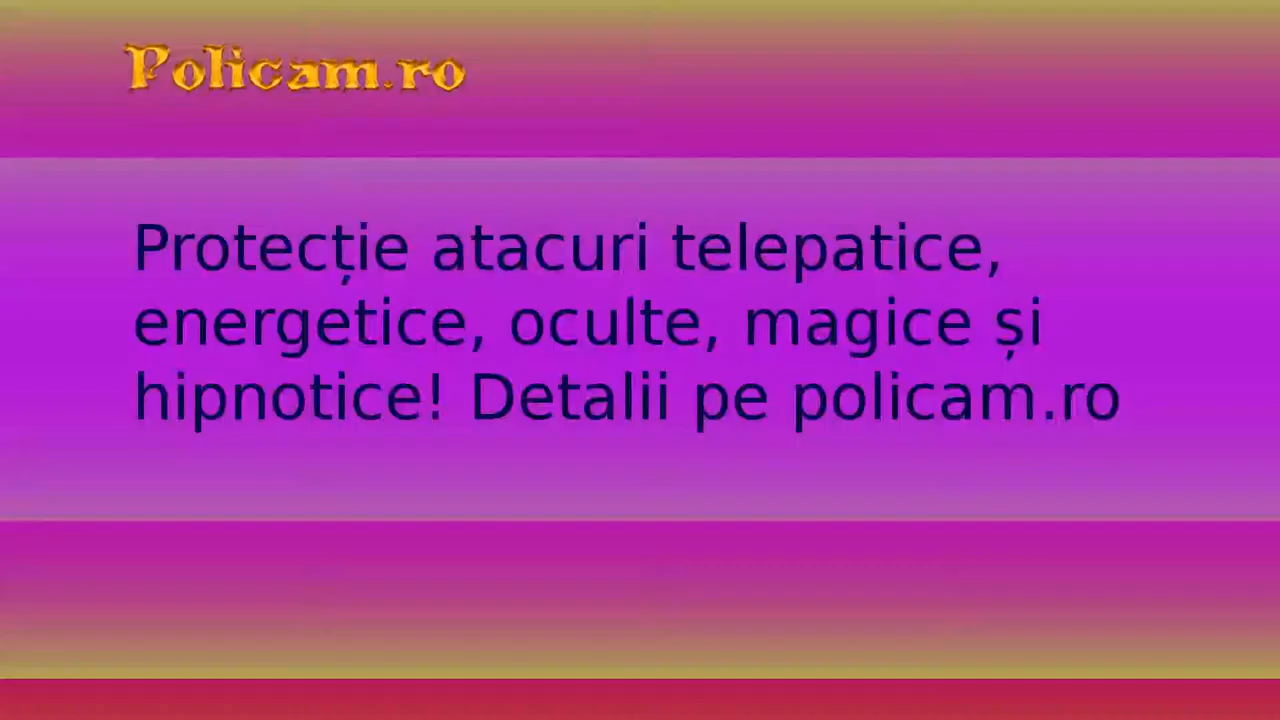 Policam.ro
Protecție atacuri telepatice,
energetice, oculte, magice și
hipnotice! Detalii pe policam.ro